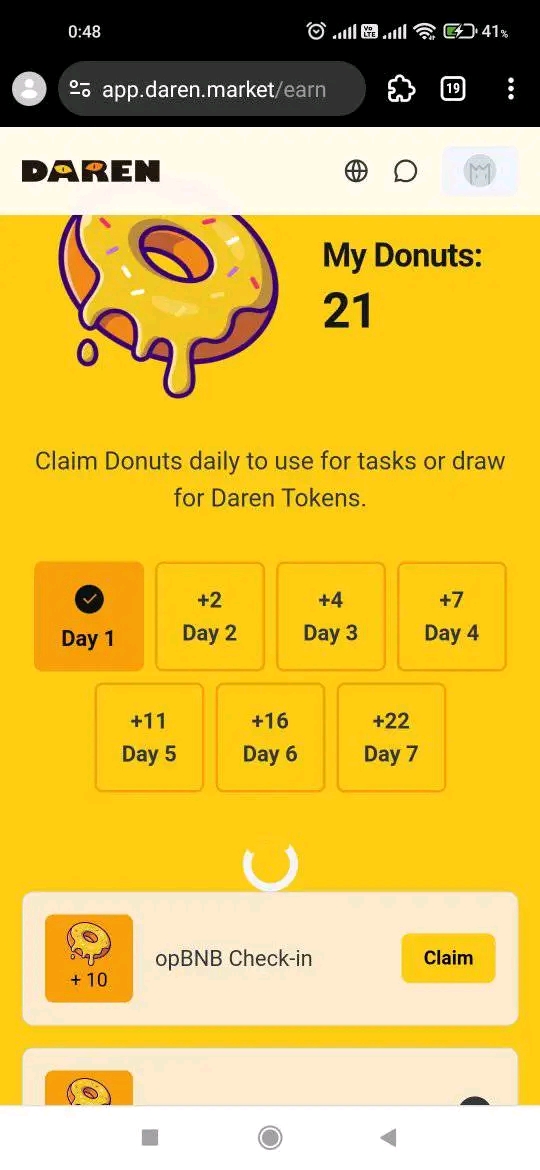 0:48
Vo
LTE
41%
app.daren.market/earn
19
DAREN
My Donuts:
21
Claim Donuts daily to use for tasks or draw
for Daren Tokens.
Day 1
+2
Day 2
+4
Day 3
+7
Day 4
+11
Day 5
+16
Day 6
+22
Day 7
+ 10
opBNB Check-in
Claim